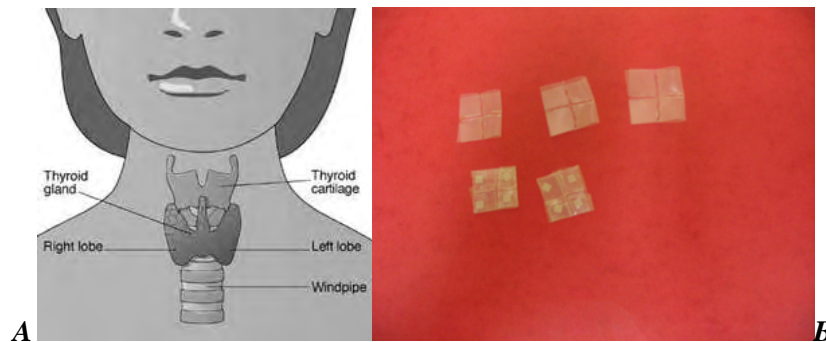 Thyroid
gland
Thyroid
cartilage
Right lobe
Left lobe
Windpipe
A